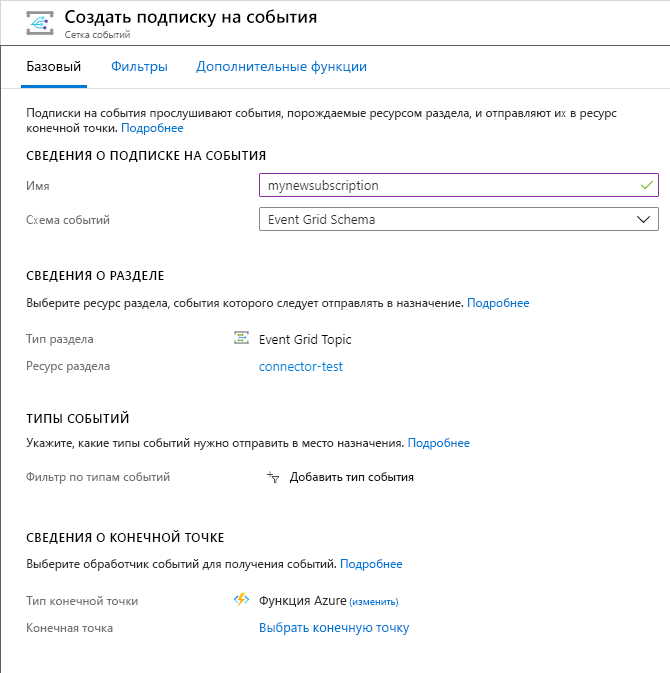 Создать подписку на события
Сетка событий
Базовый Фильтры Дополнительные функции
Подписки на события прослушивают события, порождаемые ресурсом раздела, и отправляют их в ресурс
конечной точки. Подробнее
СВЕДЕНИЯ О ПОДПИСКЕ НА СОБЫТИЯ
Имя mynewsubscription
Схема событий Event Grid Schema
СВЕДЕНИЯ О РАЗДЕЛЕ
Выберите ресурс раздела, события которого следует отправлять в назначение. Подробнее
Тип раздела Event Grid Topic
Ресурс раздела connector-test
ТИПЫ СОБЫТИЙ
Укажите, какие типы событий нужно отправить в место назначения. Подробнее
Фильтр по типам событий Добавить тип события
СВЕДЕНИЯ О КОНЕЧНОЙ ТОЧКЕ
Выберите обработчик событий для получения событий. Подробнее
Тип конечной точки Функция Azure (изменить)
Конечная точка Выбрать конечную точку